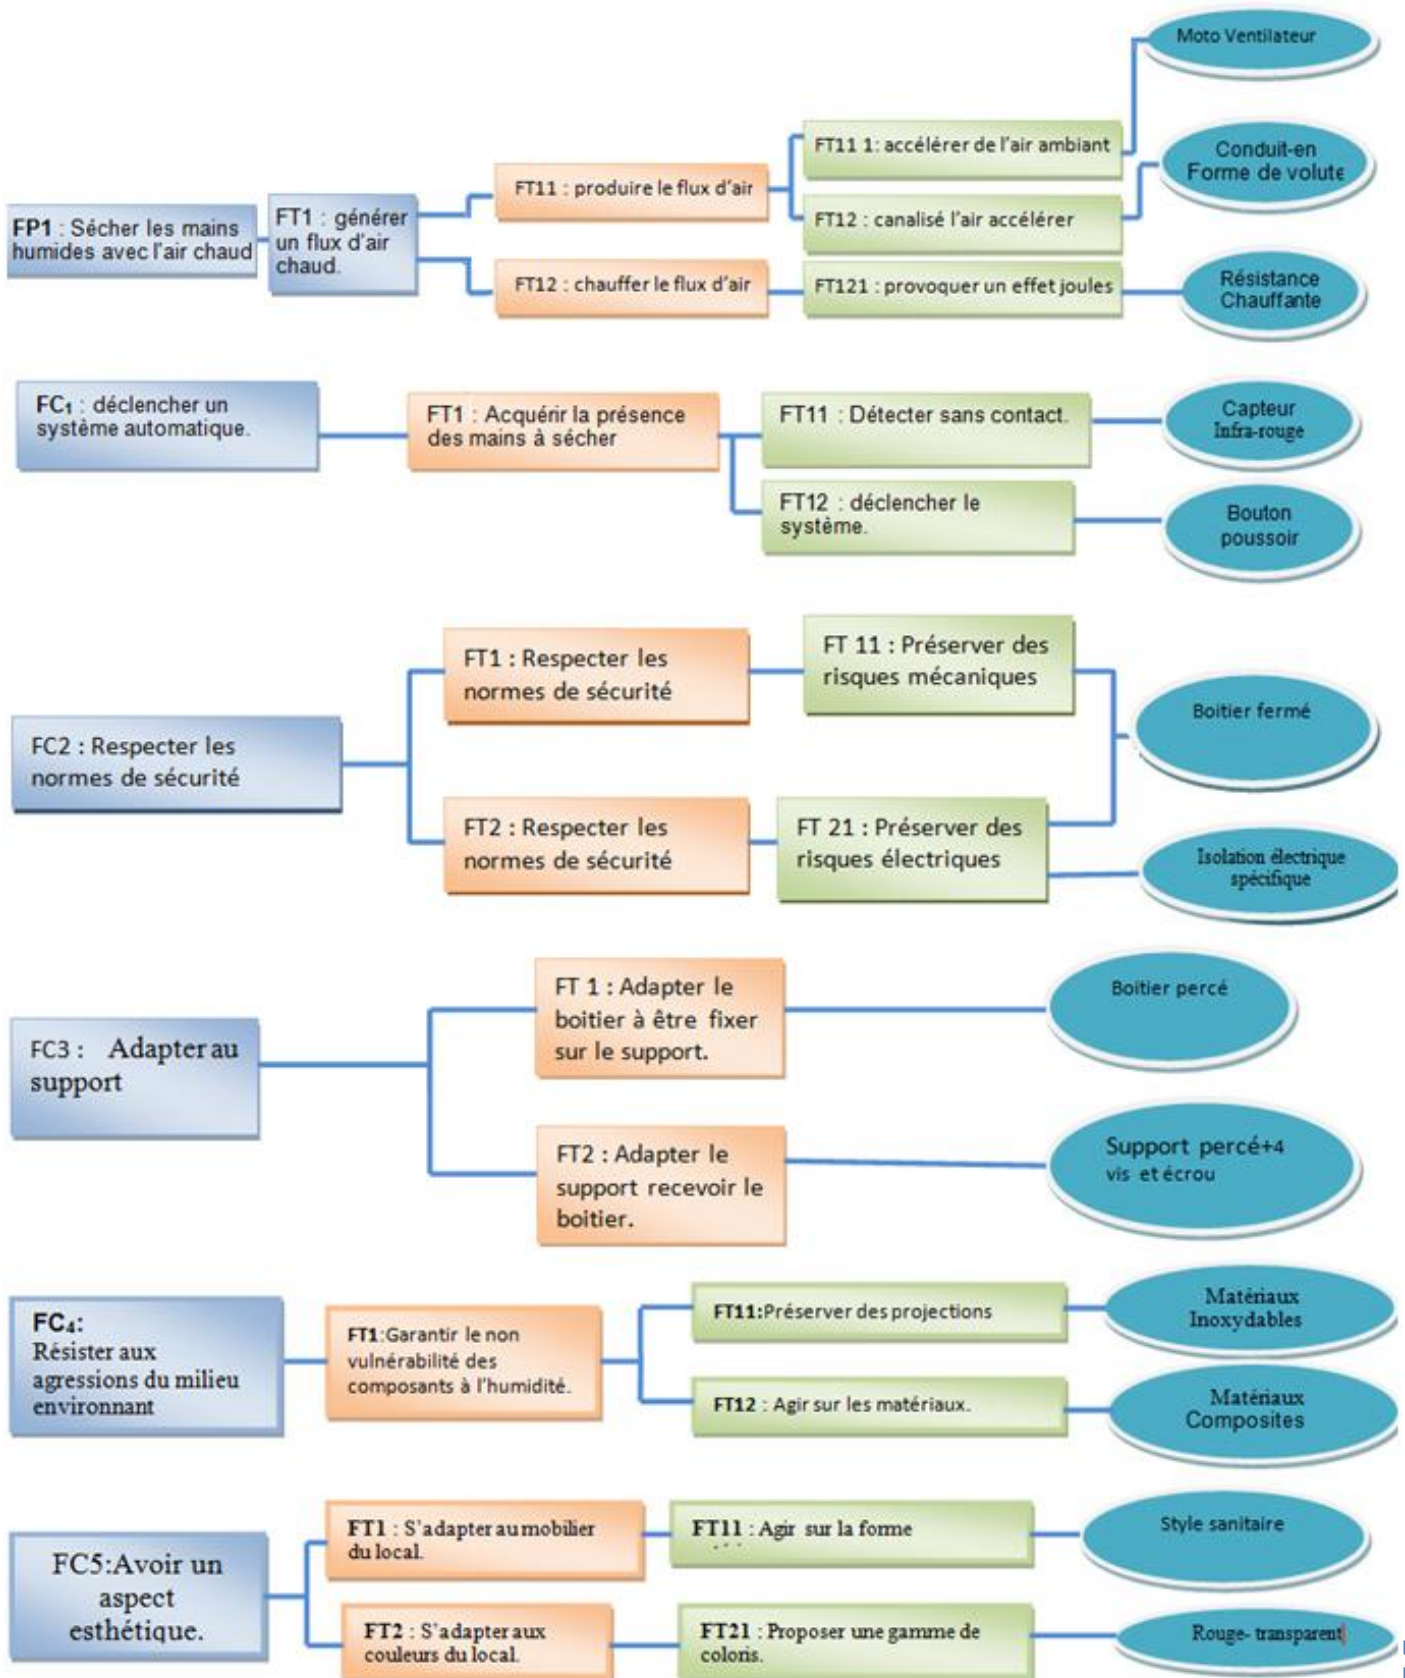 Moto Ventilateur
FP1 : Sécher les mains
humides avec l'air chaud
FT1 : générer
un flux d'air
chaud.
FT11 : produire le flux d'air
FT11 1: accélérer de l'air ambiant
Conduit-en
Forme de volute
FT12 : canalisé l'air accélérer
FT12 : chauffer le flux d'air
FT121 : provoquer un effet joules
Résistance
Chauffante
FC1 : déclencher un
système automatique.
FT1 : Acquérir la présence
des mains à sécher
FT11 : Détecter sans contact.
Capteur
Infra-rouge
FT12 : déclencher le
système.
Bouton
poussoir
FC2 : Respecter les
normes de sécurité
FT1 : Respecter les
normes de sécurité
FT 11 : Préserver des
risques mécaniques
Boitier fermé
FT2 : Respecter les
normes de sécurité
FT 21 : Préserver des
risques électriques
Isolation électrique
spécifique
FC3 : Adapter au
support
FT 1 : Adapter le
boitier à être fixer
sur le support.
Boitier percé
FT2 : Adapter le
support recevoir le
boitier.
Support percé+4
vis et écrou
FC4:
Résister aux
agressions du milieu
environnant
FT1:Garantir le non
vulnérabilité des
composants à l'humidité.
FT11:Préserver des projections
Matériaux
Inoxydables
FT12 : Agir sur les matériaux.
Matériaux
Composites
FC5:Avoir un
aspect
esthétique.
FT1 : S'adapter au mobilier
du local.
FT11 : Agir sur la forme
Style sanitaire
FT2 : S'adapter aux
couleurs du local.
FT21 : Proposer une gamme de
coloris.
Rouge- transparent